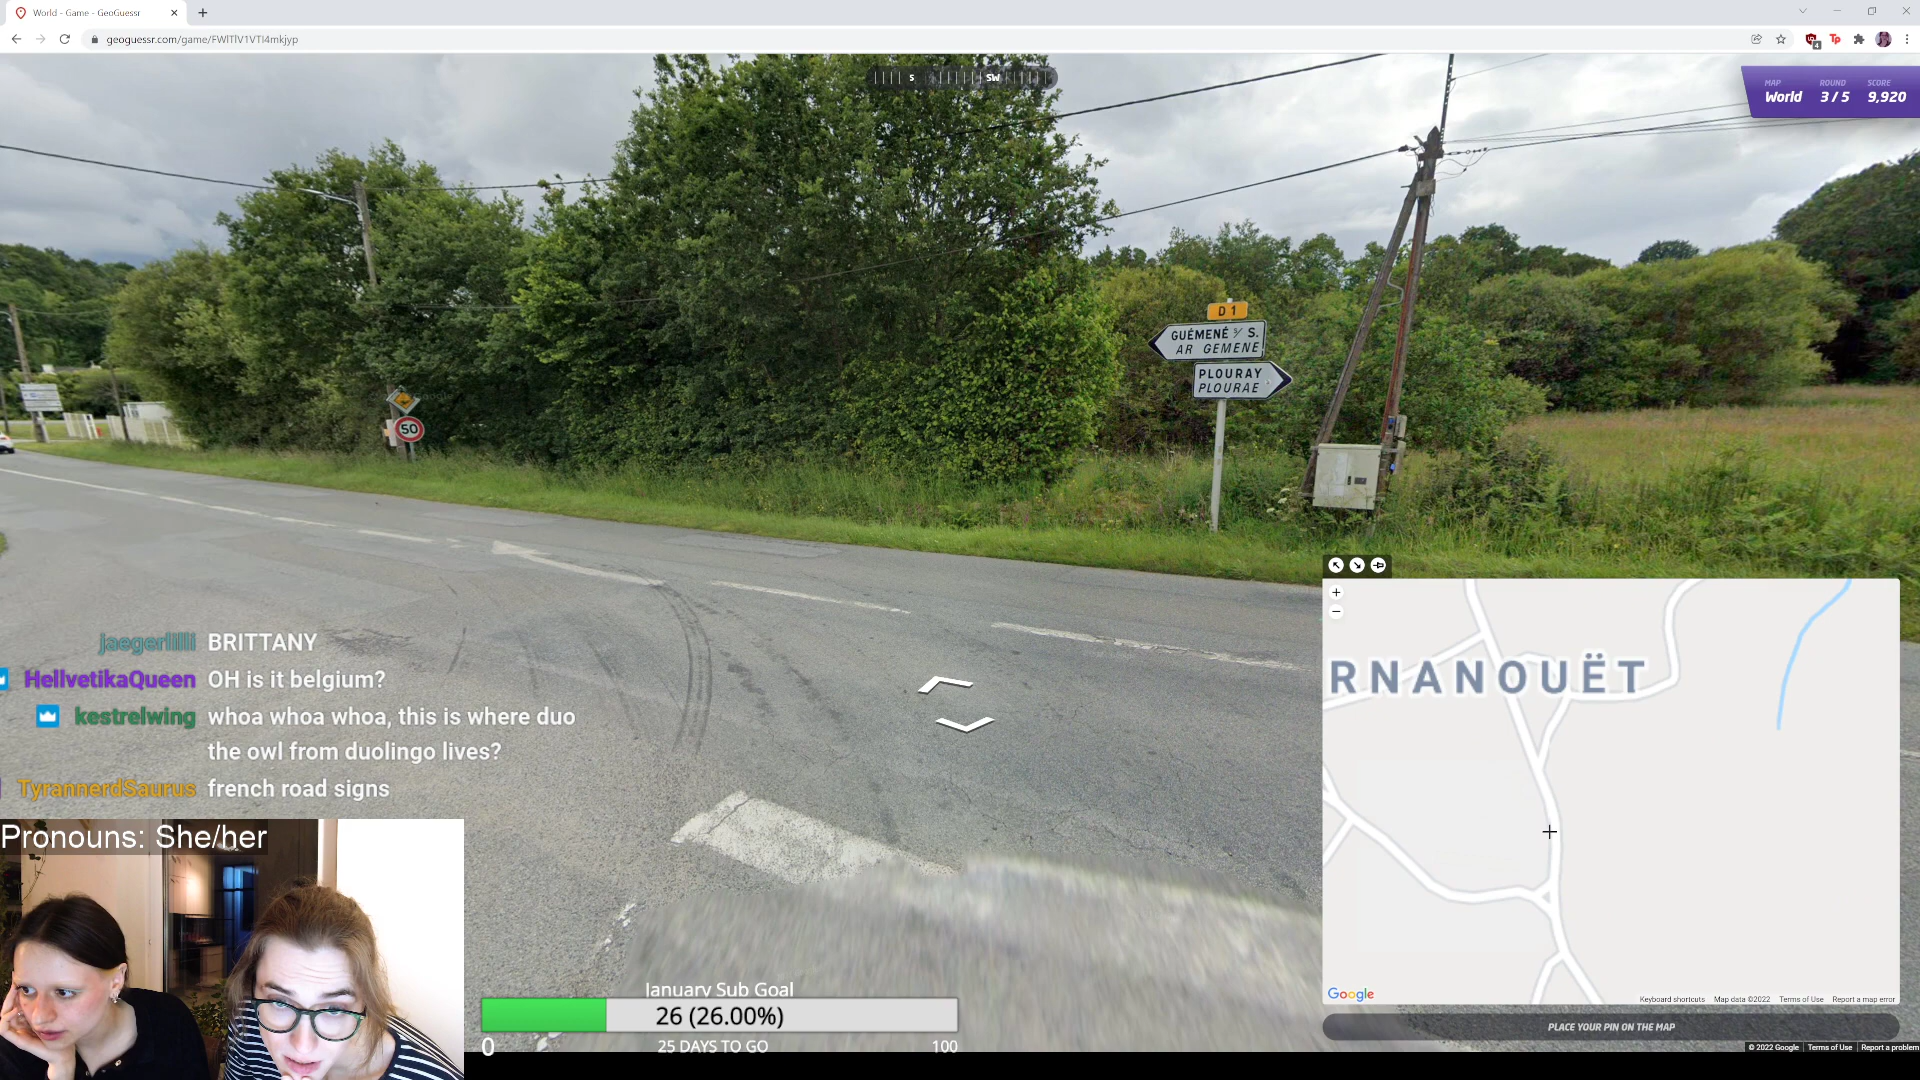 World - Game - GeoGuessr
geoguessr.com/game/FWlTlV1VTI4mkjyp
S
SW
MAP
World
ROUND
3 / 5
SCORE
9,920
D 1
GUÉMENÉ S/ S.
AR GEMENE
PLOURAY
PLOURAE
50
RNANOUËT
jaegerlilli BRITTANY
HellvetikaQueen OH is it belgium?
kestrelwing whoa whoa whoa, this is where duo
the owl from duolingo lives?
TyrannerdSaurus french road signs
Pronouns: She/her
January Sub Goal
26 (26.00%)
0
25 DAYS TO GO
100
Google
Keyboard shortcuts
Map data ©2022
Terms of Use
Report a map error
PLACE YOUR PIN ON THE MAP
© 2022 Google
Terms of Use
Report a problem